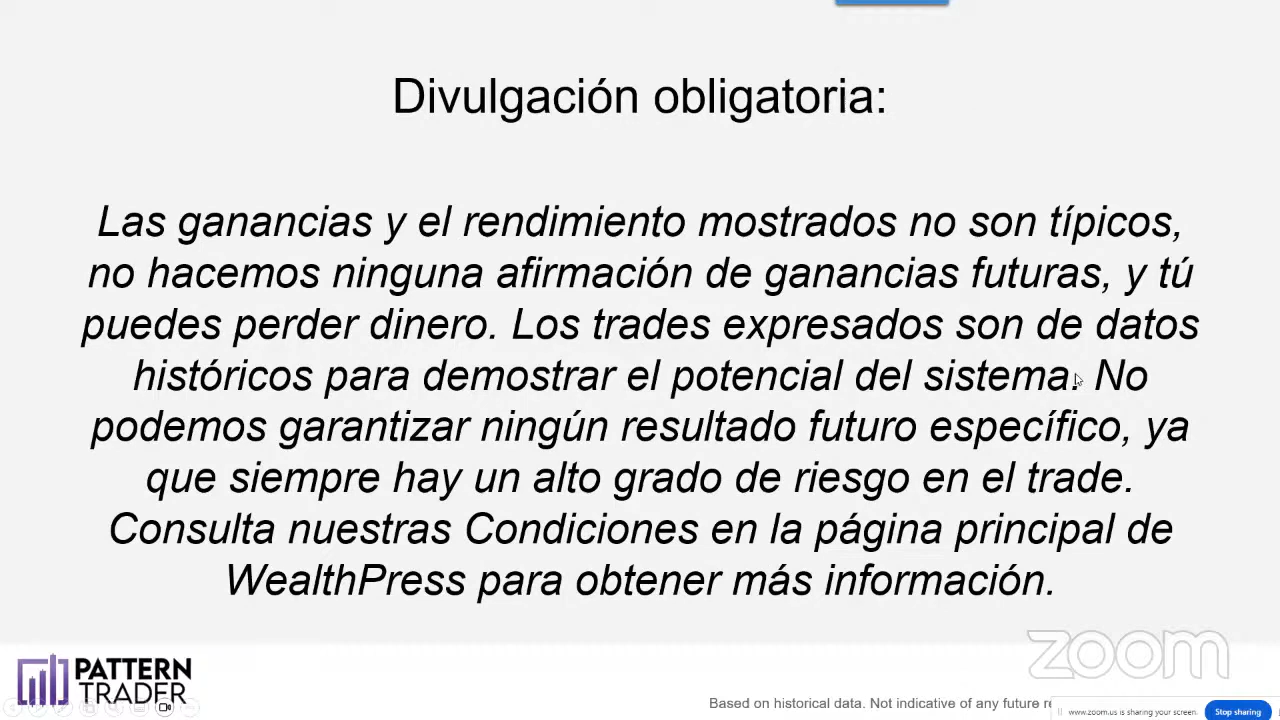 Divulgación obligatoria:
Las ganancias y el rendimiento mostrados no son típicos,
no hacemos ninguna afirmación de ganancias futuras, y tú
puedes perder dinero. Los trades expresados son de datos
históricos para demostrar el potencial del sistema. No
podemos garantizar ningún resultado futuro específico, ya
que siempre hay un alto grado de riesgo en el trade.
Consulta nuestras Condiciones en la página principal de
WealthPress para obtener más información.
zoom
PATTERN
TRADER
Based on historical data. Not indicative of any future
www.zoom.us is sharing your screen.
Stop sharing